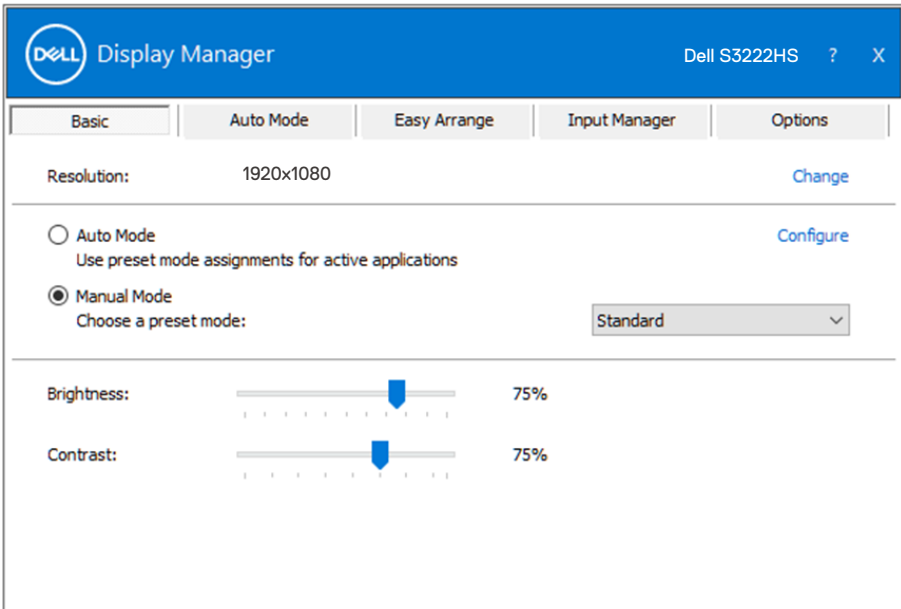 DELL Display Manager Dell S3222HS ? X
Basic Auto Mode Easy Arrange Input Manager Options
Resolution: 1920x1080 Change
Auto Mode Configure
Use preset mode assignments for active applications
Manual Mode
Choose a preset mode: Standard
Brightness: 75%
Contrast: 75%